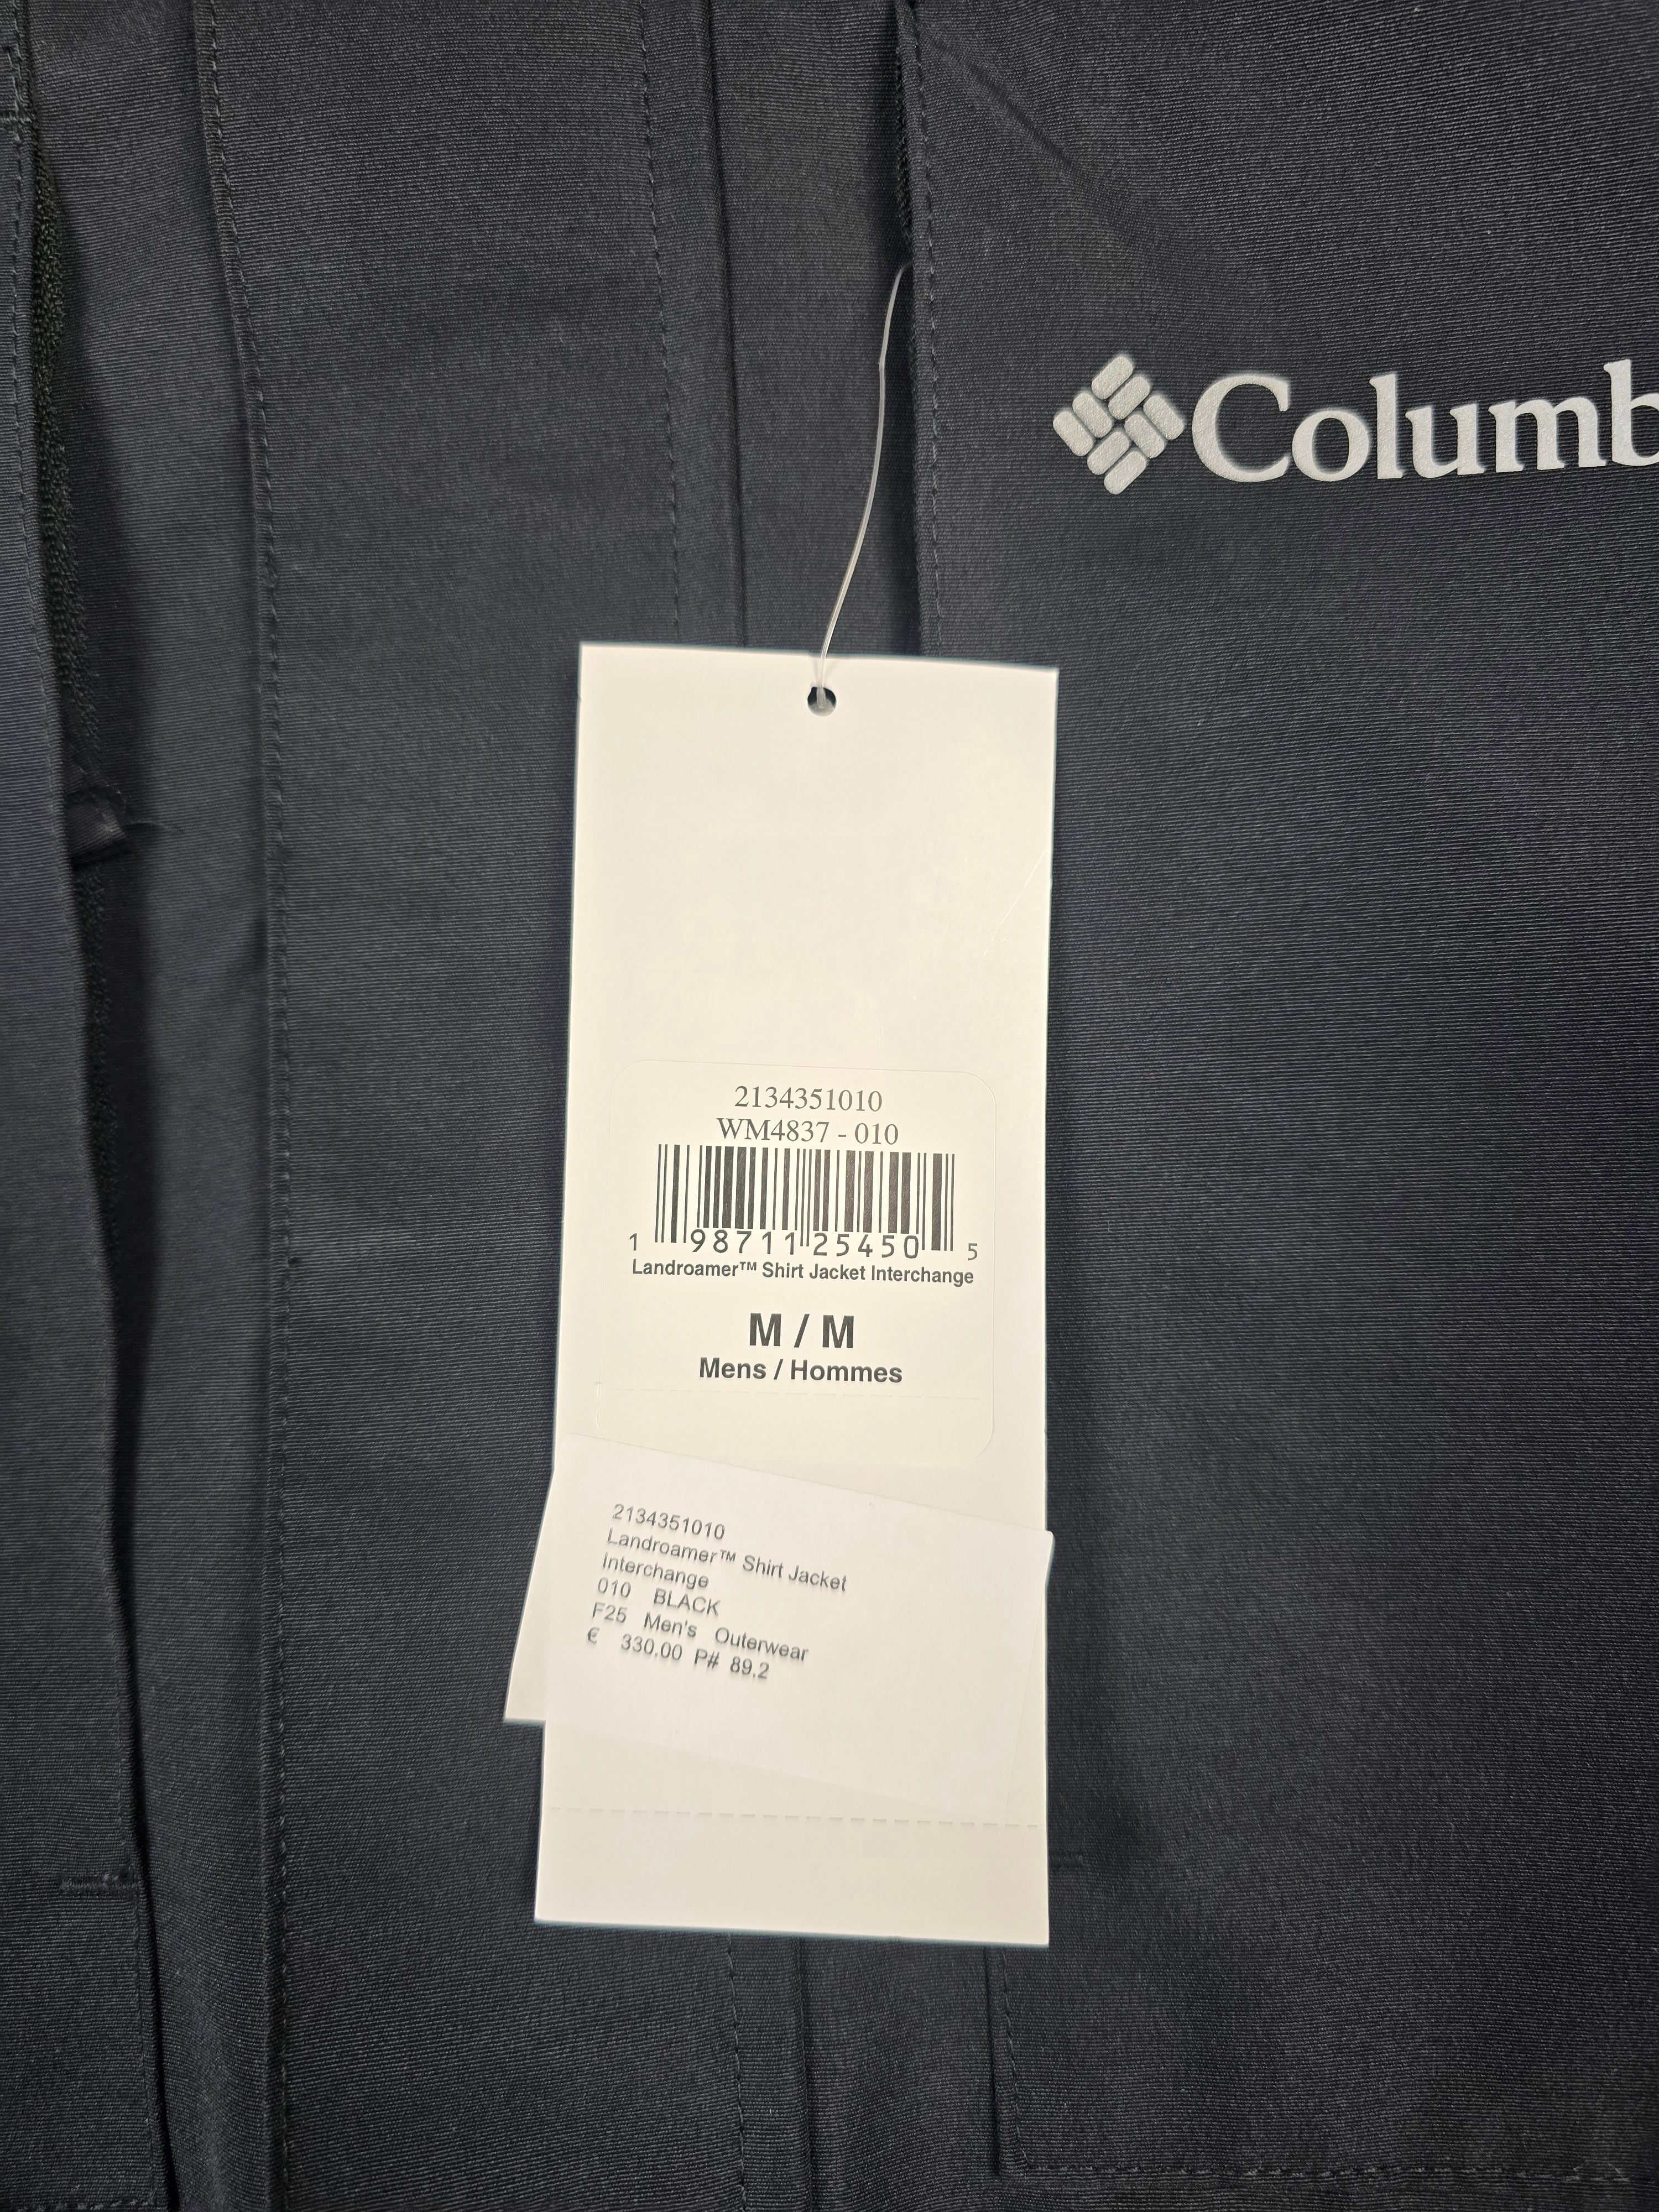 Columb
2134351010
WM4837 - 010
1 98711 25450 5
Landroamer™ Shirt Jacket Interchange
M / M
Mens / Hommes
2134351010
Landroamer™ Shirt Jacket
Interchange
010 BLACK
F25 Men's Outerwear
€ 330.00 P# 89.2